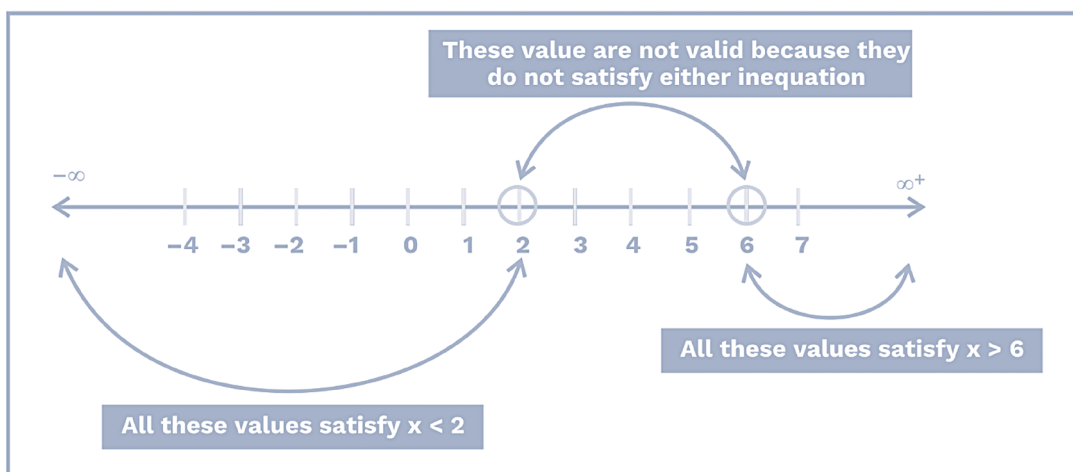 These value are not valid because they
do not satisfy either inequation
−∞
∞+
−4 −3 −2 −1 0 1 2 3 4 5 6 7
All these values satisfy x > 6
All these values satisfy x < 2